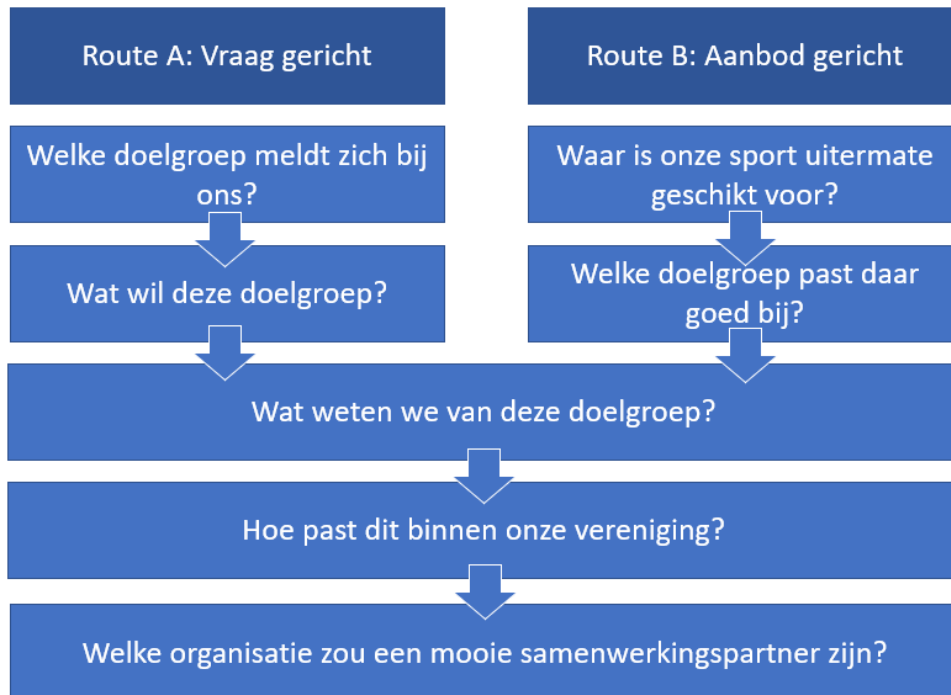 Route A: Vraag gericht
Route B: Aanbod gericht
Welke doelgroep meldt zich bij
ons?
Waar is onze sport uitermate
geschikt voor?
Wat wil deze doelgroep?
Welke doelgroep past daar
goed bij?
Wat weten we van deze doelgroep?
Hoe past dit binnen onze vereniging?
Welke organisatie zou een mooie samenwerkingspartner zijn?